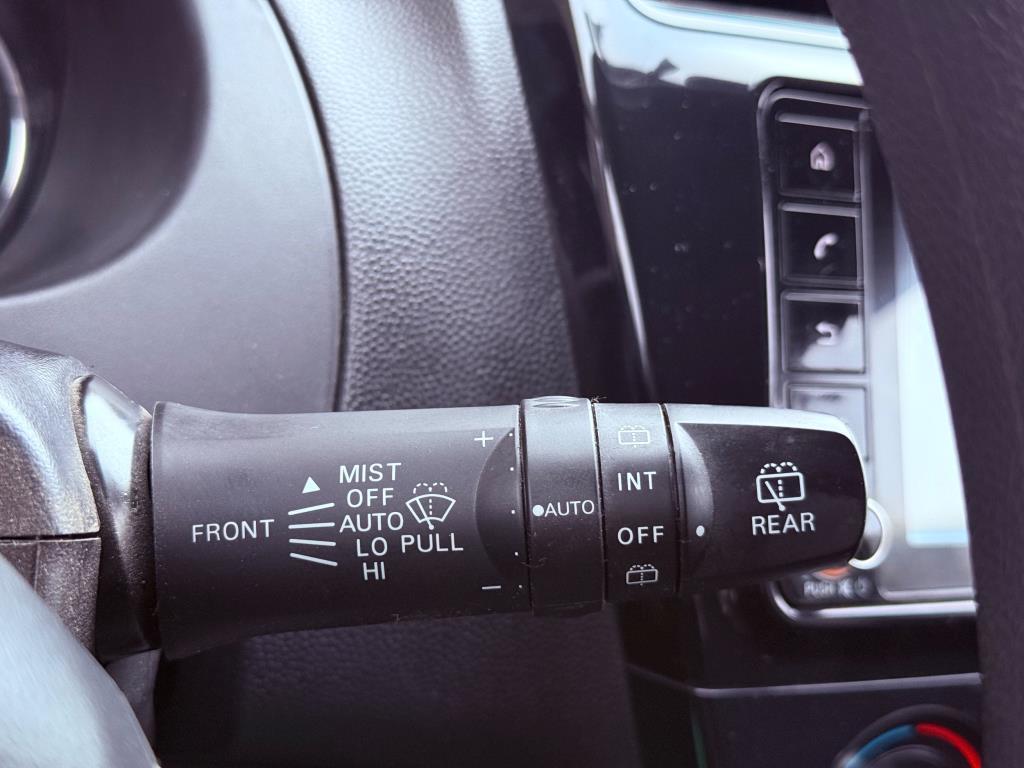 FRONT
MIST
OFF
AUTO
LO
HI
PULL
+
−
AUTO
INT
OFF
REAR